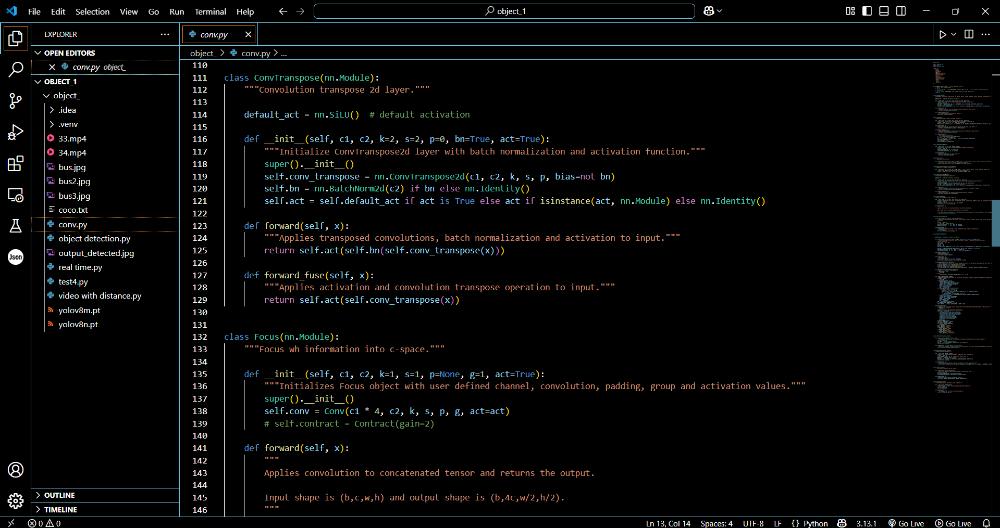 File Edit Selection View Go Run Terminal Help
object_1
EXPLORER
OPEN EDITORS
conv.py object_
OBJECT_1
object_
.idea
.venv
33.mp4
34.mp4
bus.jpg
bus2.jpg
bus3.jpg
coco.txt
conv.py
object detection.py
output_detected.jpg
real time.py
test4.py
video with distance.py
yolov8m.pt
yolov8n.pt
OUTLINE
TIMELINE
Json
conv.py
object_ > conv.py > ...
110
111 class ConvTranspose(nn.Module):
112     """Convolution transpose 2d layer."""
113
114     default_act = nn.SiLU()  # default activation
115
116     def __init__(self, c1, c2, k=2, s=2, p=0, bn=True, act=True):
117         """Initialize ConvTranspose2d layer with batch normalization and activation function."""
118         super().__init__()
119         self.conv_transpose = nn.ConvTranspose2d(c1, c2, k, s, p, bias=not bn)
120         self.bn = nn.BatchNorm2d(c2) if bn else nn.Identity()
121         self.act = self.default_act if act is True else act if isinstance(act, nn.Module) else nn.Identity()
122
123     def forward(self, x):
124         """Applies transposed convolutions, batch normalization and activation to input."""
125         return self.act(self.bn(self.conv_transpose(x)))
126
127     def forward_fuse(self, x):
128         """Applies activation and convolution transpose operation to input."""
129         return self.act(self.conv_transpose(x))
130
131
132 class Focus(nn.Module):
133     """Focus wh information into c-space."""
134
135     def __init__(self, c1, c2, k=1, s=1, p=None, g=1, act=True):
136         """Initializes Focus object with user defined channel, convolution, padding, group and activation values."""
137         super().__init__()
138         self.conv = Conv(c1 * 4, c2, k, s, p, g, act=act)
139         # self.contract = Contract(gain=2)
140
141     def forward(self, x):
142         """
143         Applies convolution to concatenated tensor and returns the output.
144
145         Input shape is (b,c,w,h) and output shape is (b,4c,w/2,h/2).
146         """
0 0
Ln 13, Col 14 Spaces: 4 UTF-8 LF {} Python 3.13.1 Go Live Go Live